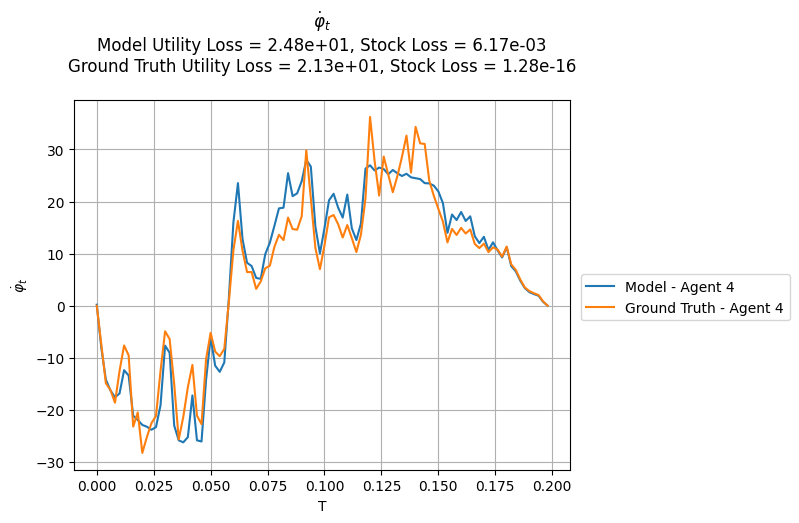 φ̇ₜ
Model Utility Loss = 2.48e+01, Stock Loss = 6.17e-03
Ground Truth Utility Loss = 2.13e+01, Stock Loss = 1.28e-16
φ̇ₜ
30
20
10
0
−10
−20
−30
0.000 0.025 0.050 0.075 0.100 0.125 0.150 0.175 0.200
T
Model - Agent 4
Ground Truth - Agent 4